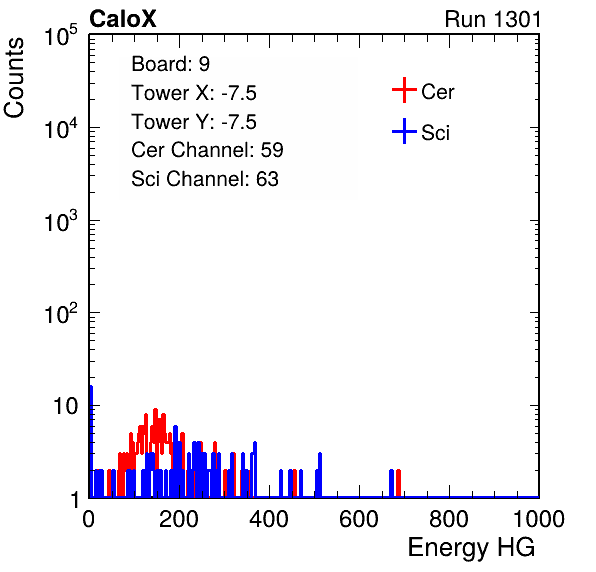 CaloX Run 1301
Counts
10^5
10^4
10^3
10^2
10
1
Board: 9
Tower X: -7.5
Tower Y: -7.5
Cer Channel: 59
Sci Channel: 63
Cer
Sci
0 200 400 600 800 1000
Energy HG